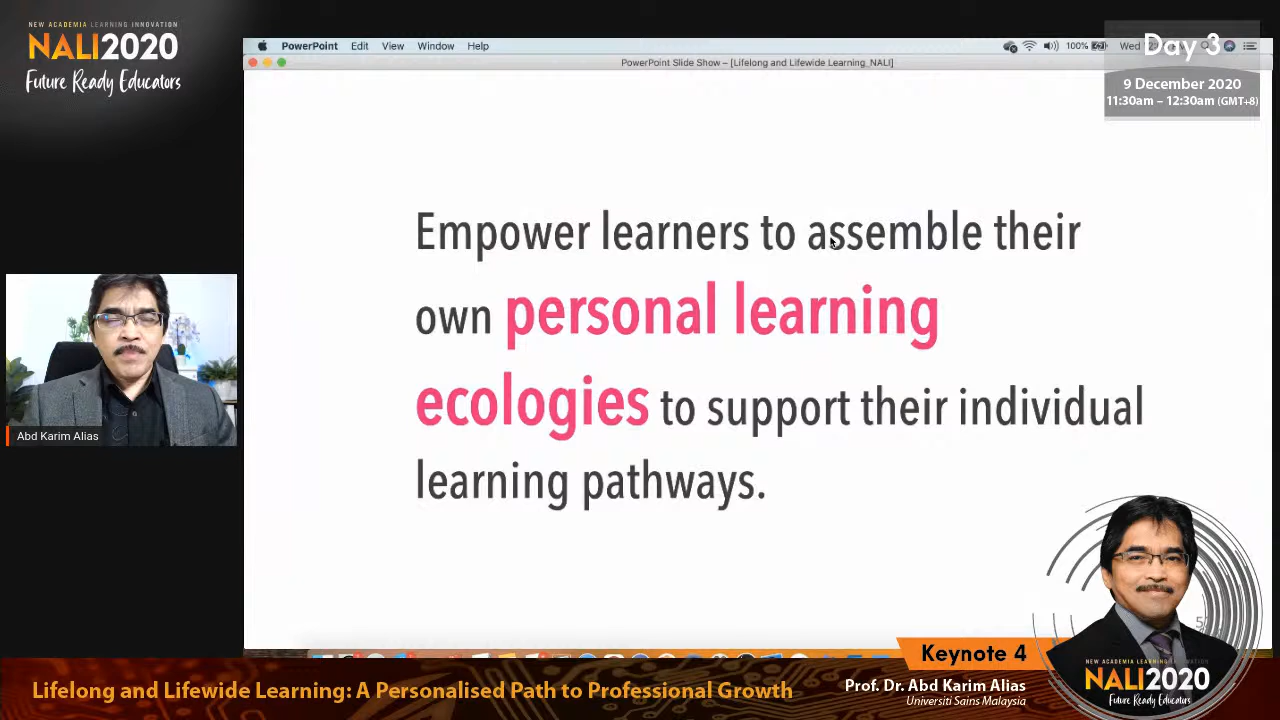 NEW ACADEMIA LEARNING INNOVATION
NALI2020
Future Ready Educators
PowerPoint Edit View Window Help
100% Wed
PowerPoint Slide Show – [Lifelong and Lifewide Learning_NALI]
Day 3
9 December 2020
11:30am – 12:30am (GMT+8)
Empower learners to assemble their
own personal learning
ecologies to support their individual
learning pathways.
Abd Karim Alias
Keynote 4
Lifelong and Lifewide Learning: A Personalised Path to Professional Growth
Prof. Dr. Abd Karim Alias
Universiti Sains Malaysia
NEW ACADEMIA LEARNING INNOVATION
NALI2020
Future Ready Educators